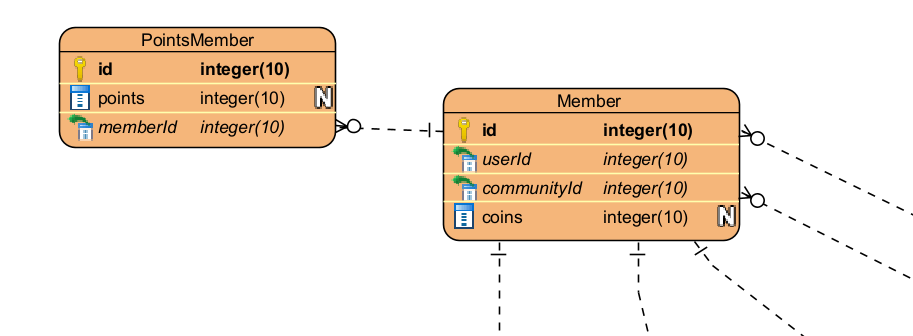 PointsMember
id integer(10)
points integer(10) N
memberId integer(10)
Member
id integer(10)
userId integer(10)
communityId integer(10)
coins integer(10) N